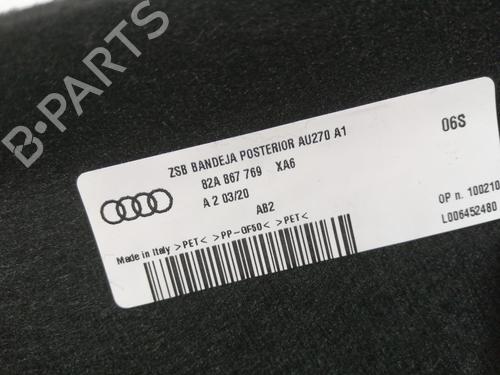 B-PARTS
ZSB BANDEJA POSTERIOR AU270 A1
06S
82A 867 769 XA6
A 2 03/20
AB2
OP n. 100210
L006452480
Made in Italy >PET< >PP-GF50< >PET<